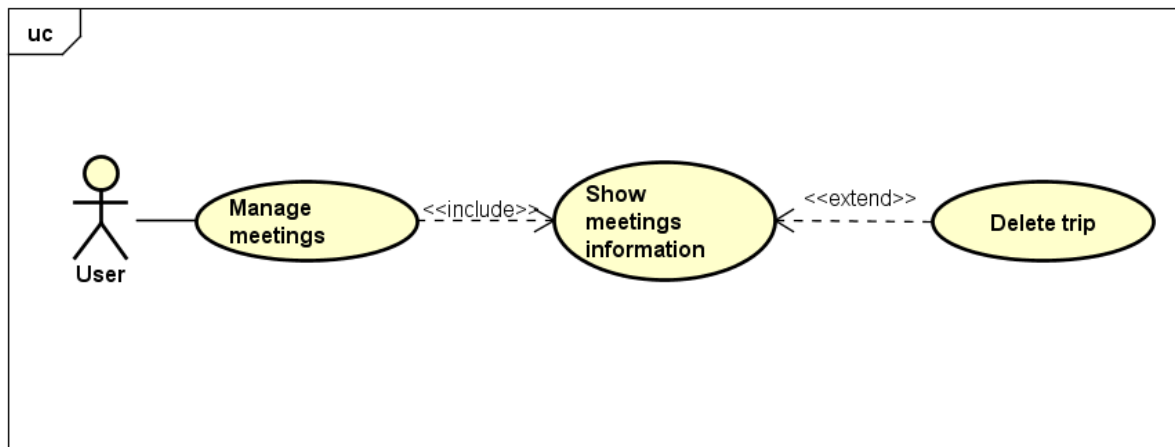 uc
User
Manage
meetings
<<include>>
Show
meetings
information
<<extend>>
Delete trip